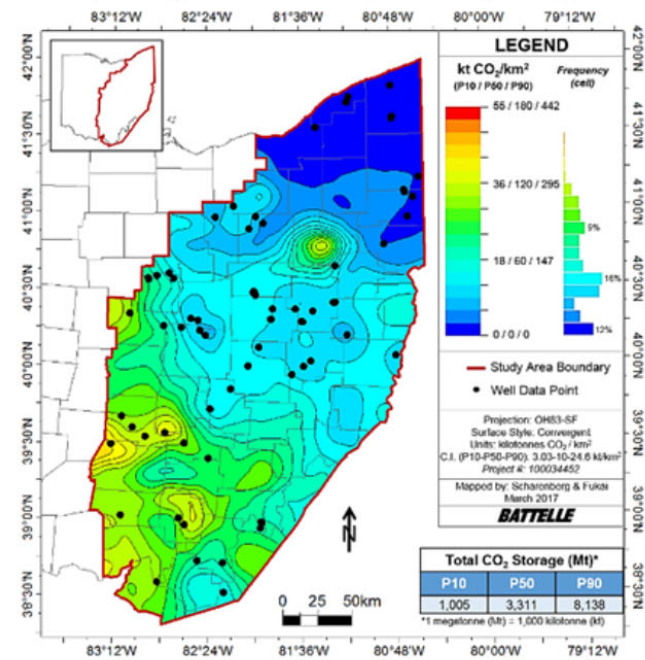 83°12'W 82°24'W 81°36'W 80°48'W 80°00'W 79°12'W
42°00'N
41°30'N
41°00'N
40°30'N
40°00'N
39°30'N
39°00'N
38°30'N
42°00'N
41°30'N
41°00'N
40°30'N
40°00'N
39°30'N
39°00'N
38°30'N
LEGEND
kt CO₂/km²
(P10 / P50 / P90)
Frequency
(cell)
55 / 180 / 442
36 / 120 / 295
18 / 60 / 147
0 / 0 / 0
9%
16%
12%
Study Area Boundary
Well Data Point
Projection: OH83-SF
Surface Style: Convergent
Units: kilotonnes CO₂ / km²
C.I. (P10-P50-P90): 3.03-10-24.6 kt/km²
Project #: 100034452
Mapped by: Scharenberg & Fukai
March 2017
BATTELLE
N
0 25 50km
Total CO₂ Storage (Mt)*
P10 P50 P90
1,005 3,311 8,138
*1 megatonne (Mt) = 1,000 kilotonne (kt)
83°12'W 82°24'W 81°36'W 80°48'W 80°00'W 79°12'W